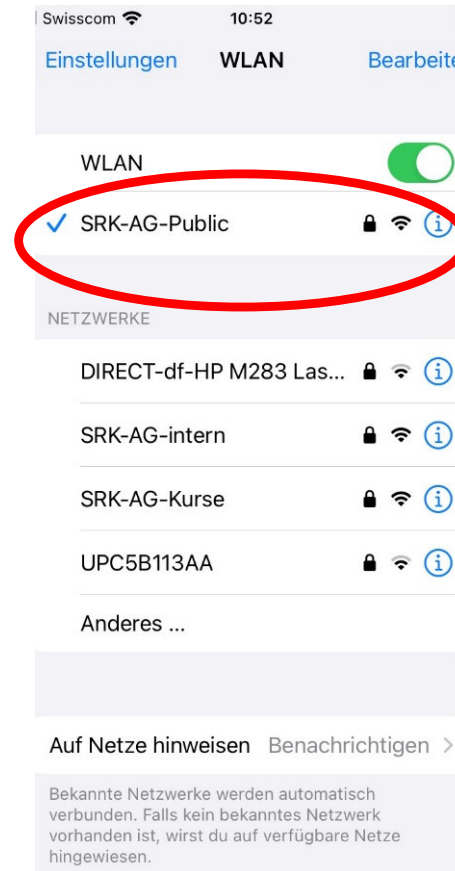 Swisscom 10:52
Einstellungen WLAN Bearbeite
WLAN
SRK-AG-Public
NETZWERKE
DIRECT-df-HP M283 Las...
SRK-AG-intern
SRK-AG-Kurse
UPC5B113AA
Anderes ...
Auf Netze hinweisen Benachrichtigen
Bekannte Netzwerke werden automatisch
verbunden. Falls kein bekanntes Netzwerk
vorhanden ist, wirst du auf verfügbare Netze
hingewiesen.